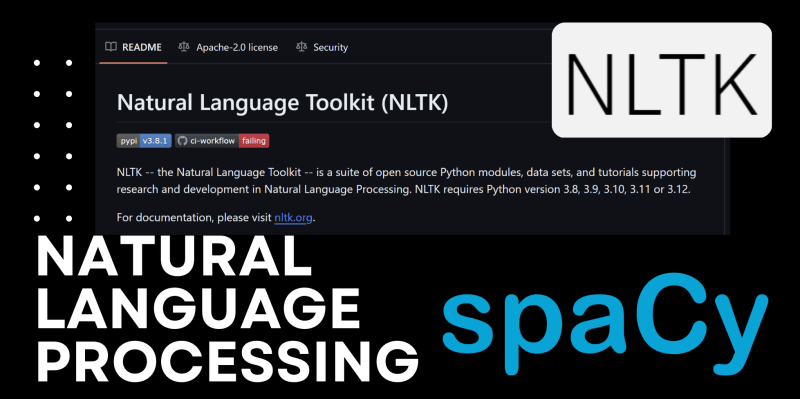 README Apache-2.0 license Security
NLTK
Natural Language Toolkit (NLTK)
pypi v3.8.1 ci-workflow failing
NLTK -- the Natural Language Toolkit -- is a suite of open source Python modules, data sets, and tutorials supporting
research and development in Natural Language Processing. NLTK requires Python version 3.8, 3.9, 3.10, 3.11 or 3.12.
For documentation, please visit nltk.org.
NATURAL
LANGUAGE
PROCESSING
spaCy